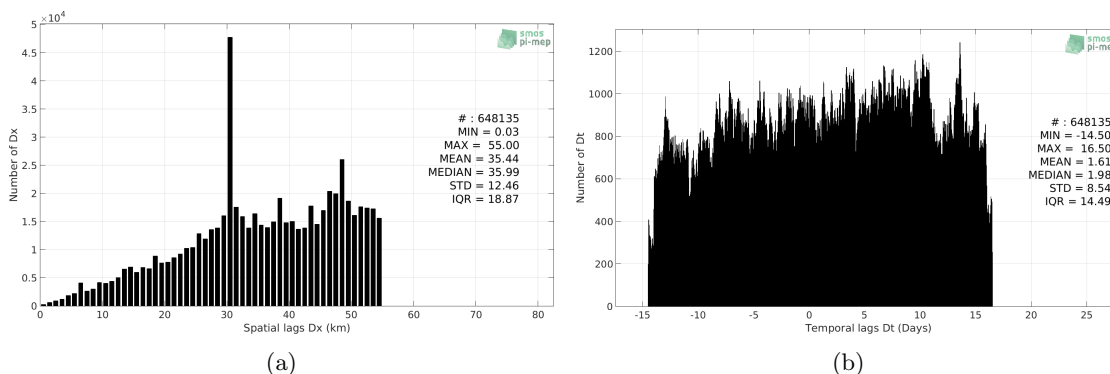 ×10⁴
5
4.5
4
3.5
3
2.5
2
1.5
1
0.5
0
Number of Dx
smos
pi-mep
# : 648135
MIN = 0.03
MAX = 55.00
MEAN = 35.44
MEDIAN = 35.99
STD = 12.46
IQR = 18.87
0 10 20 30 40 50 60 70 80
Spatial lags Dx (km)
(a)
1200
1000
800
600
400
200
0
Number of Dt
smos
pi-mep
# : 648135
MIN = -14.50
MAX = 16.50
MEAN = 1.61
MEDIAN = 1.98
STD = 8.54
IQR = 14.49
-15 -10 -5 0 5 10 15 20 25
Temporal lags Dt (Days)
(b)